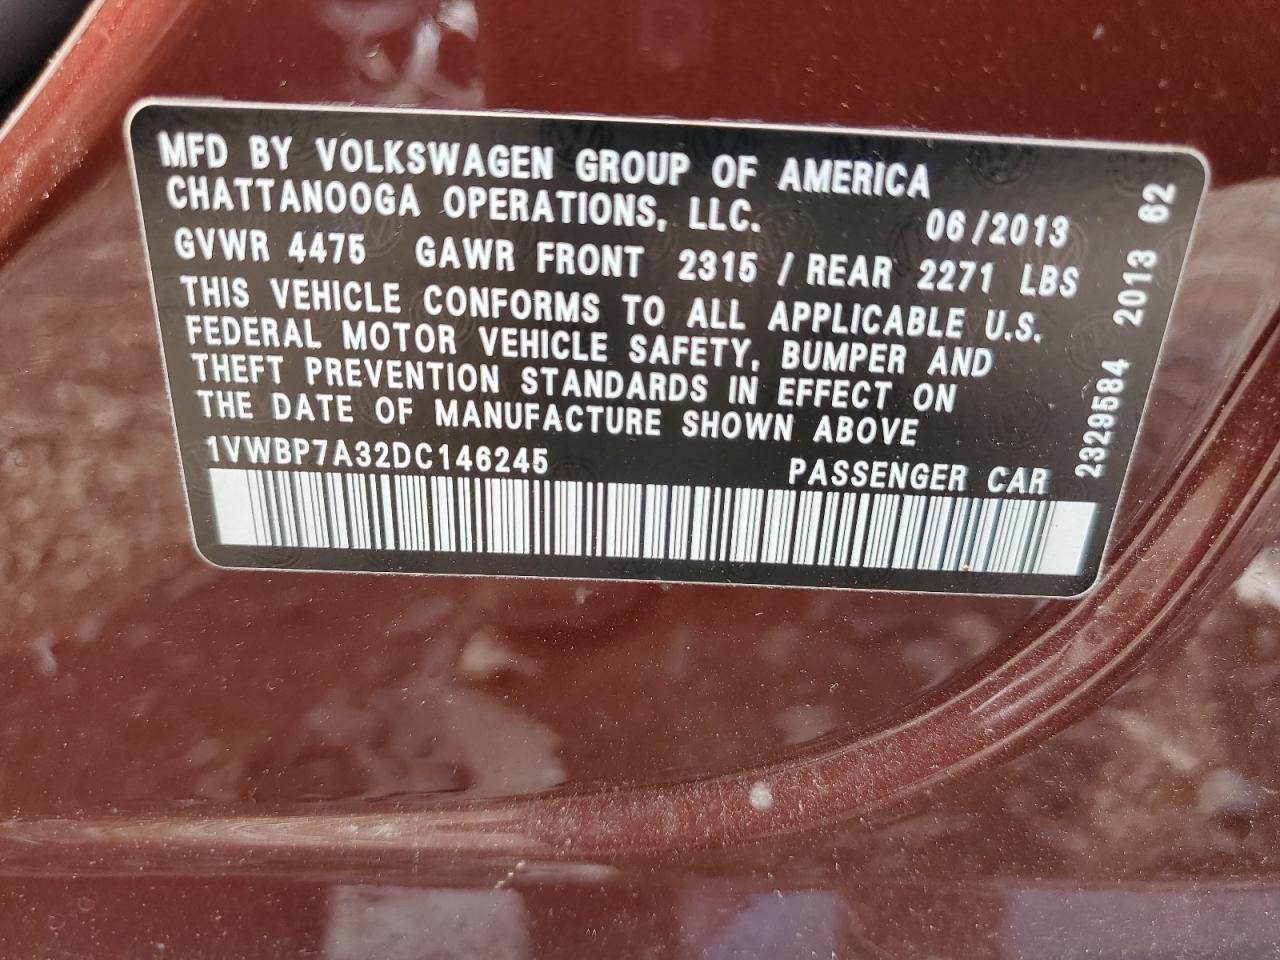 MFD BY VOLKSWAGEN GROUP OF AMERICA
CHATTANOOGA OPERATIONS, LLC.
06/2013
GVWR 4475 GAWR FRONT 2315 / REAR 2271 LBS
THIS VEHICLE CONFORMS TO ALL APPLICABLE U.S.
FEDERAL MOTOR VEHICLE SAFETY, BUMPER AND
THEFT PREVENTION STANDARDS IN EFFECT ON
THE DATE OF MANUFACTURE SHOWN ABOVE
1VWBP7A32DC146245
PASSENGER CAR
2329584 2013 62